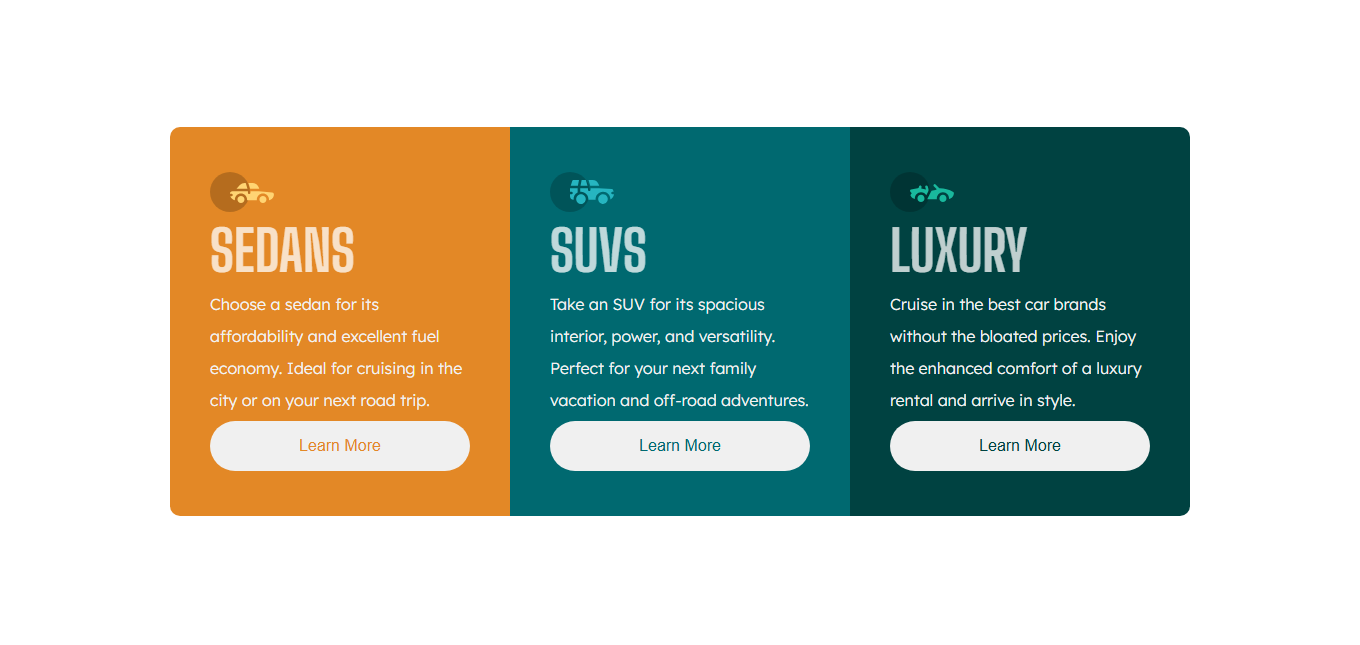 SEDANS
Choose a sedan for its
affordability and excellent fuel
economy. Ideal for cruising in the
city or on your next road trip.
Learn More
SUVS
Take an SUV for its spacious
interior, power, and versatility.
Perfect for your next family
vacation and off-road adventures.
Learn More
LUXURY
Cruise in the best car brands
without the bloated prices. Enjoy
the enhanced comfort of a luxury
rental and arrive in style.
Learn More